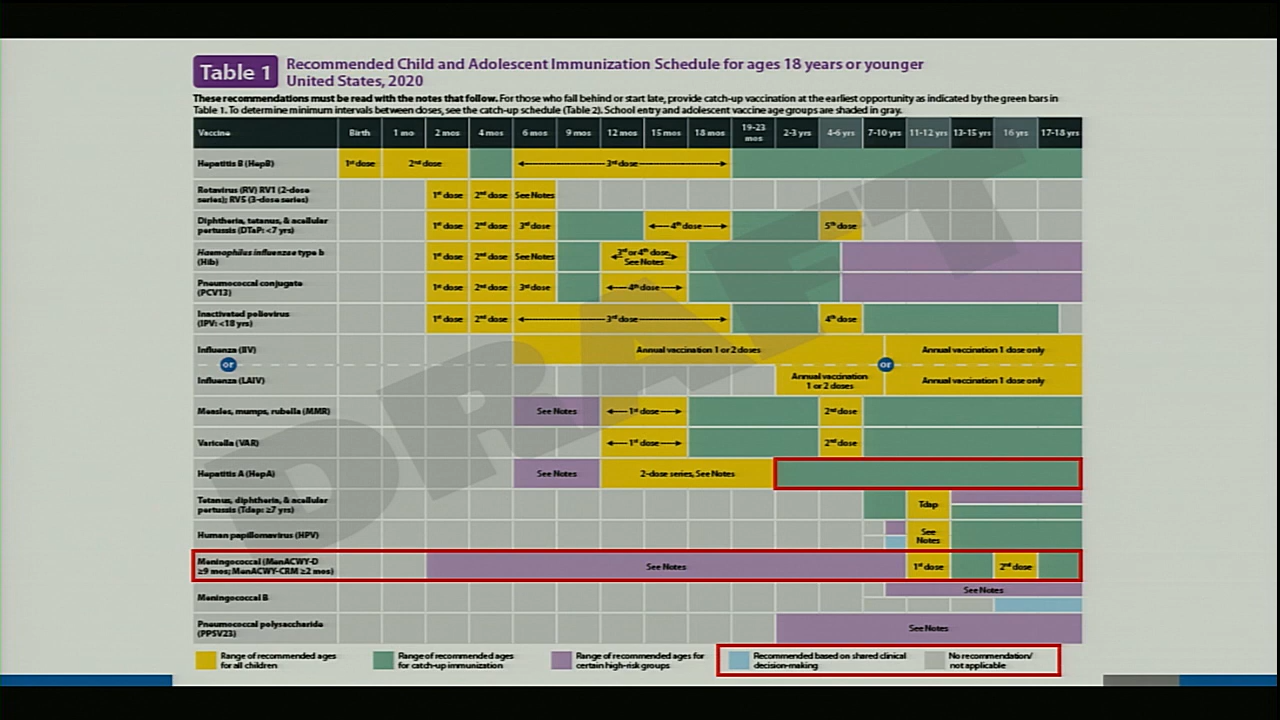 Table 1
Recommended Child and Adolescent Immunization Schedule for ages 18 years or younger
United States, 2020
These recommendations must be read with the notes that follow. For those who fall behind or start late, provide catch-up vaccination at the earliest opportunity as indicated by the green bars in
Table 1. To determine minimum intervals between doses, see the catch-up schedule (Table 2). School entry and adolescent vaccine age groups are shaded in gray.
Vaccine Birth 1 mo 2 mos 4 mos 6 mos 9 mos 12 mos 15 mos 18 mos 19-23 mos 2-3 yrs 4-6 yrs 7-10 yrs 11-12 yrs 13-15 yrs 16 yrs 17-18 yrs
Hepatitis B (HepB) 1st dose 2nd dose 3rd dose
Rotavirus (RV) RV1 (2-dose
series); RV5 (3-dose series) 1st dose 2nd dose See Notes
Diphtheria, tetanus, & acellular
pertussis (DTaP: <7 yrs) 1st dose 2nd dose 3rd dose 4th dose 5th dose
Haemophilus influenzae type b
(Hib) 1st dose 2nd dose See Notes 3rd or 4th dose, See Notes
Pneumococcal conjugate
(PCV13) 1st dose 2nd dose 3rd dose 4th dose
Inactivated poliovirus
(IPV: <18 yrs) 1st dose 2nd dose 3rd dose 4th dose
Influenza (IIV) Annual vaccination 1 or 2 doses Annual vaccination 1 dose only
or or
Influenza (LAIV) Annual vaccination 1 or 2 doses Annual vaccination 1 dose only
Measles, mumps, rubella (MMR) See Notes 1st dose 2nd dose
Varicella (VAR) 1st dose 2nd dose
Hepatitis A (HepA) See Notes 2-dose series, See Notes
Tetanus, diphtheria, & acellular
pertussis (Tdap: ≥7 yrs) Tdap
Human papillomavirus (HPV) See Notes
Meningococcal (MenACWY-D
≥9 mos; MenACWY-CRM ≥2 mos) See Notes 1st dose 2nd dose
Meningococcal B See Notes
Pneumococcal polysaccharide
(PPSV23) See Notes
Range of recommended ages
for all children
Range of recommended ages
for catch-up immunization
Range of recommended ages for
certain high-risk groups
Recommended based on shared clinical
decision-making
No recommendation/
not applicable
DRAFT